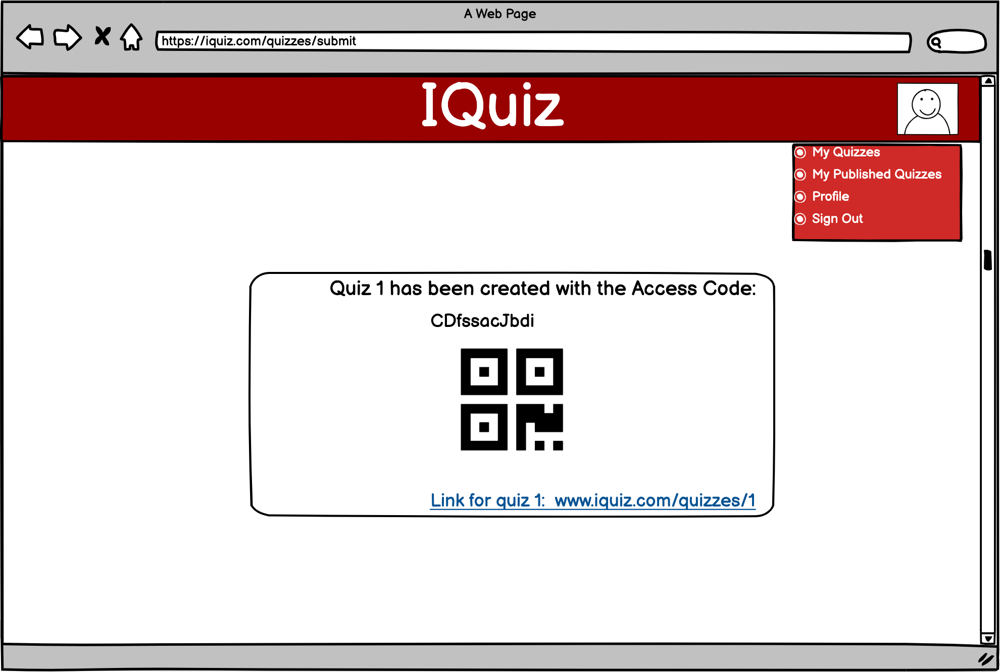 A Web Page
https://iquiz.com/quizzes/submit
IQuiz
My Quizzes
My Published Quizzes
Profile
Sign Out
Quiz 1 has been created with the Access Code:
CDfssacJbdi
Link for quiz 1:  www.iquiz.com/quizzes/1